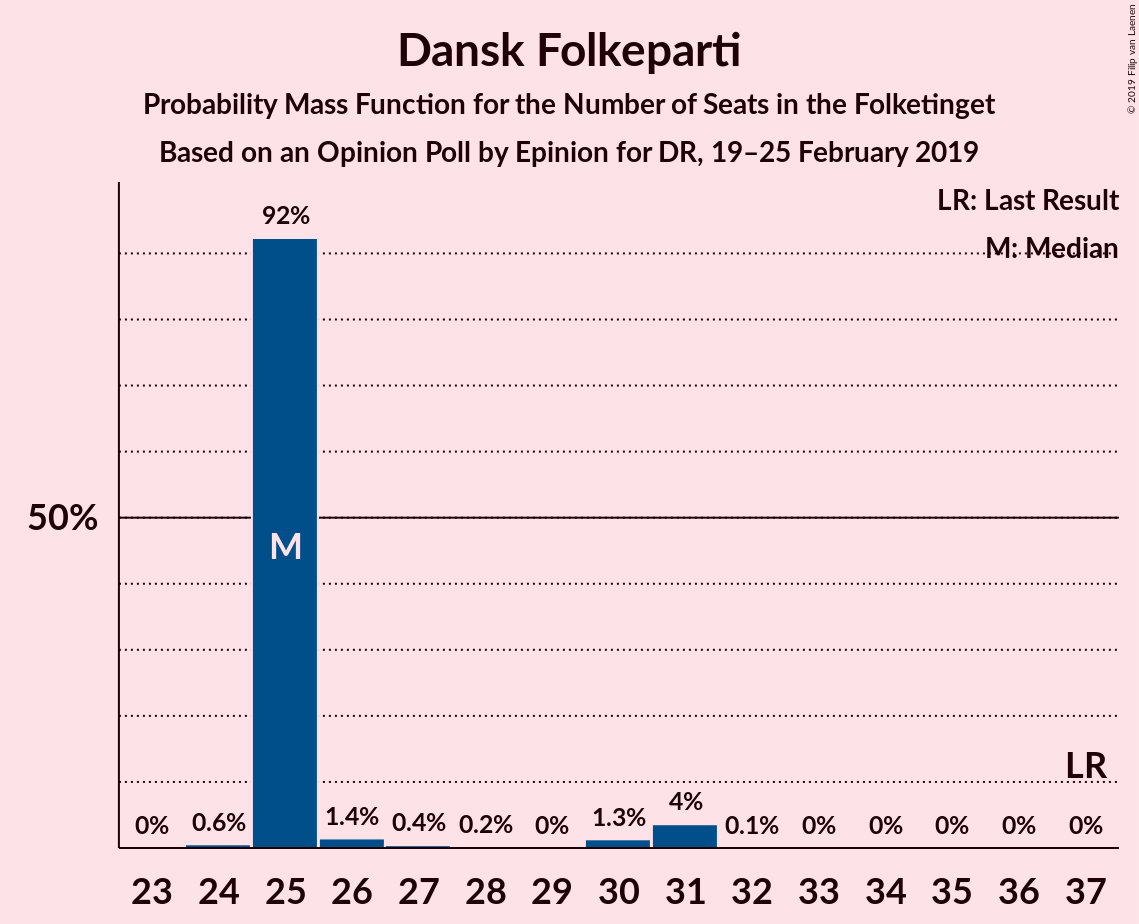 Dansk Folkeparti
Probability Mass Function for the Number of Seats in the Folketinget
Based on an Opinion Poll by Epinion for DR, 19–25 February 2019
© 2019 Filip van Laenen
LR: Last Result
M: Median
92%
50%
M
LR
0% 0.6% 1.4% 0.4% 0.2% 0% 1.3% 4% 0.1% 0% 0% 0% 0% 0%
23 24 25 26 27 28 29 30 31 32 33 34 35 36 37